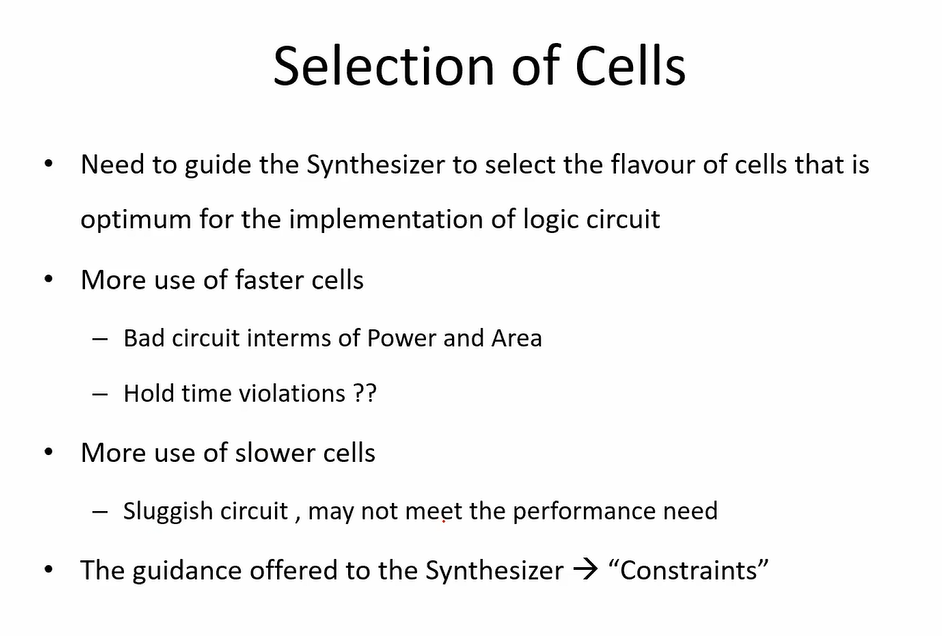 Selection of Cells
• Need to guide the Synthesizer to select the flavour of cells that is
optimum for the implementation of logic circuit
• More use of faster cells
– Bad circuit interms of Power and Area
– Hold time violations ??
• More use of slower cells
– Sluggish circuit , may not meet the performance need
• The guidance offered to the Synthesizer → “Constraints”